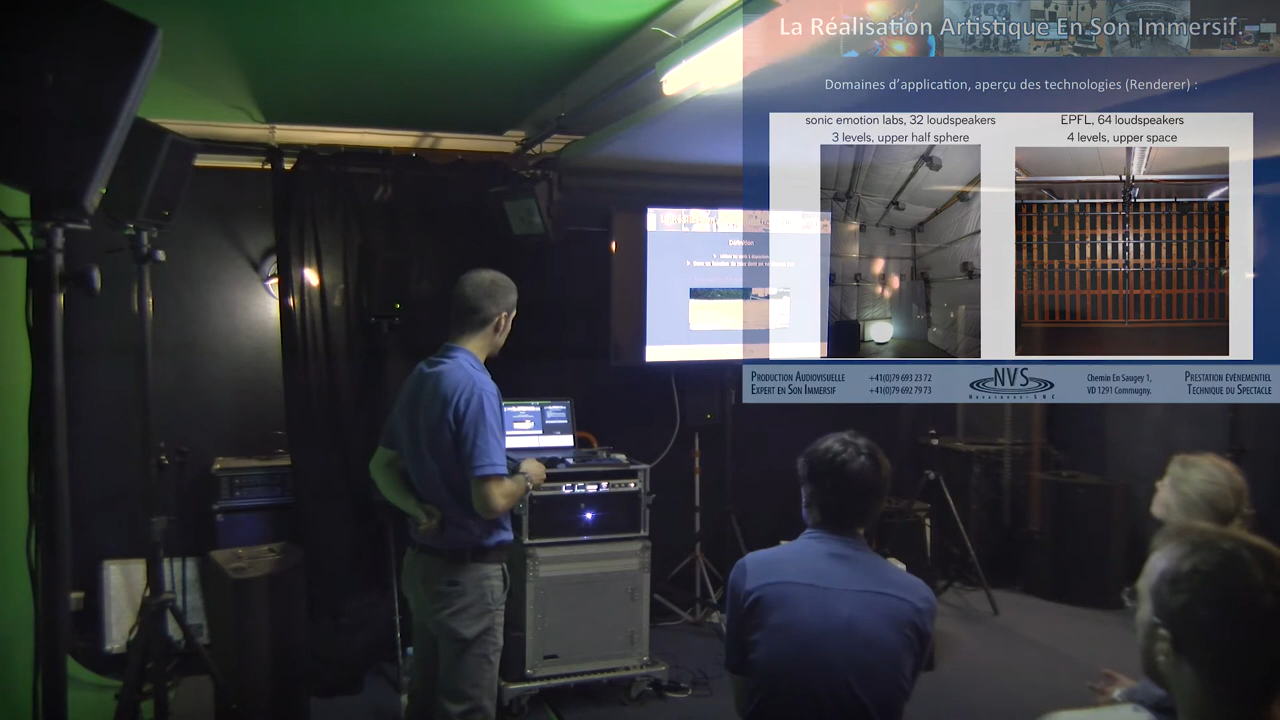 La Réalisation Artistique En Son Immersif.
Domaines d'application, aperçu des technologies (Renderer) :
sonic emotion labs, 32 loudspeakers
3 levels, upper half sphere
EPFL, 64 loudspeakers
4 levels, upper space
Définition
PRODUCTION AUDIOVISUELLE
EXPERT EN SON IMMERSIF
+41(0)79 693 23 72
+41(0)79 692 79 73
NVS
Chemin En Saugey 1,
VD 1291 Commugny.
PRESTATION ÉVÉNEMENTIEL
TECHNIQUE DU SPECTACLE